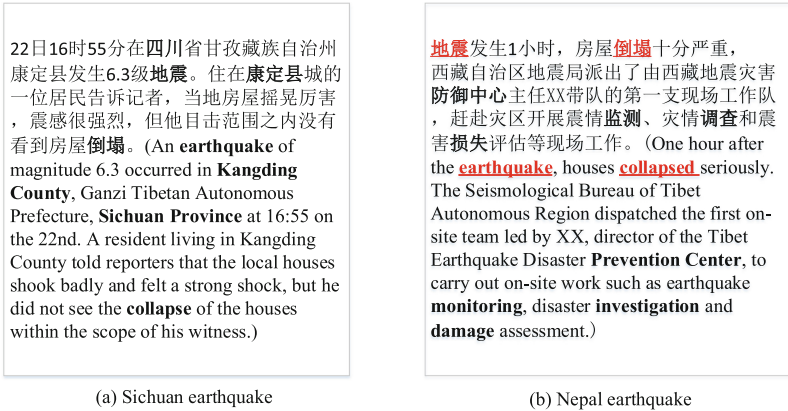 22日16时55分在四川省甘孜藏族自治州
康定县发生6.3级地震。住在康定县城的
一位居民告诉记者，当地房屋摇晃厉害
，震感很强烈，但他目击范围之内没有
看到房屋倒塌。(An earthquake of
magnitude 6.3 occurred in Kangding
County, Ganzi Tibetan Autonomous
Prefecture, Sichuan Province at 16:55 on
the 22nd. A resident living in Kangding
County told reporters that the local houses
shook badly and felt a strong shock, but he
did not see the collapse of the houses
within the scope of his witness.)
(a) Sichuan earthquake
地震发生1小时，房屋倒塌十分严重，
西藏自治区地震局派出了由西藏地震灾害
防御中心主任XX带队的第一支现场工作队
，赶赴灾区开展震情监测、灾情调查和震
害损失评估等现场工作。(One hour after
the earthquake, houses collapsed seriously.
The Seismological Bureau of Tibet
Autonomous Region dispatched the first on-
site team led by XX, director of the Tibet
Earthquake Disaster Prevention Center, to
carry out on-site work such as earthquake
monitoring, disaster investigation and
damage assessment.)
(b) Nepal earthquake